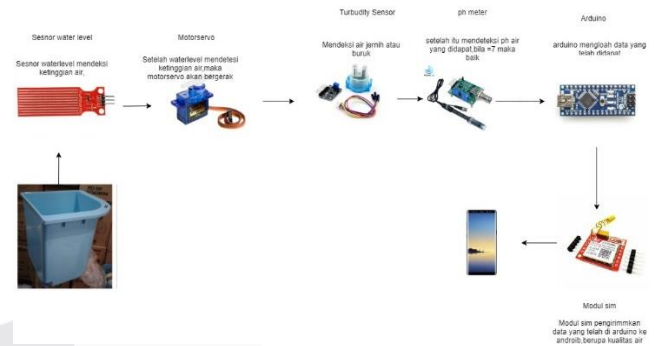 Sesnor water level
Sesnor waterlevel mendeksi
ketinggian air,
Motorservo
Setelah waterlevel mendetesi
ketinggian air,maka
motorservo akan bergerak
Turbudity Sensor
Mendeksi air jernih atau
buruk
ph meter
setelah itu mendeteksi ph air
yang didapat,bila =7 maka
baik
Arduino
arduino mengloah data yang
telah didapat
Modul sim
Modul sim pengirimmkan
data yang telah di arduino ke
androib,berupa kualitas air